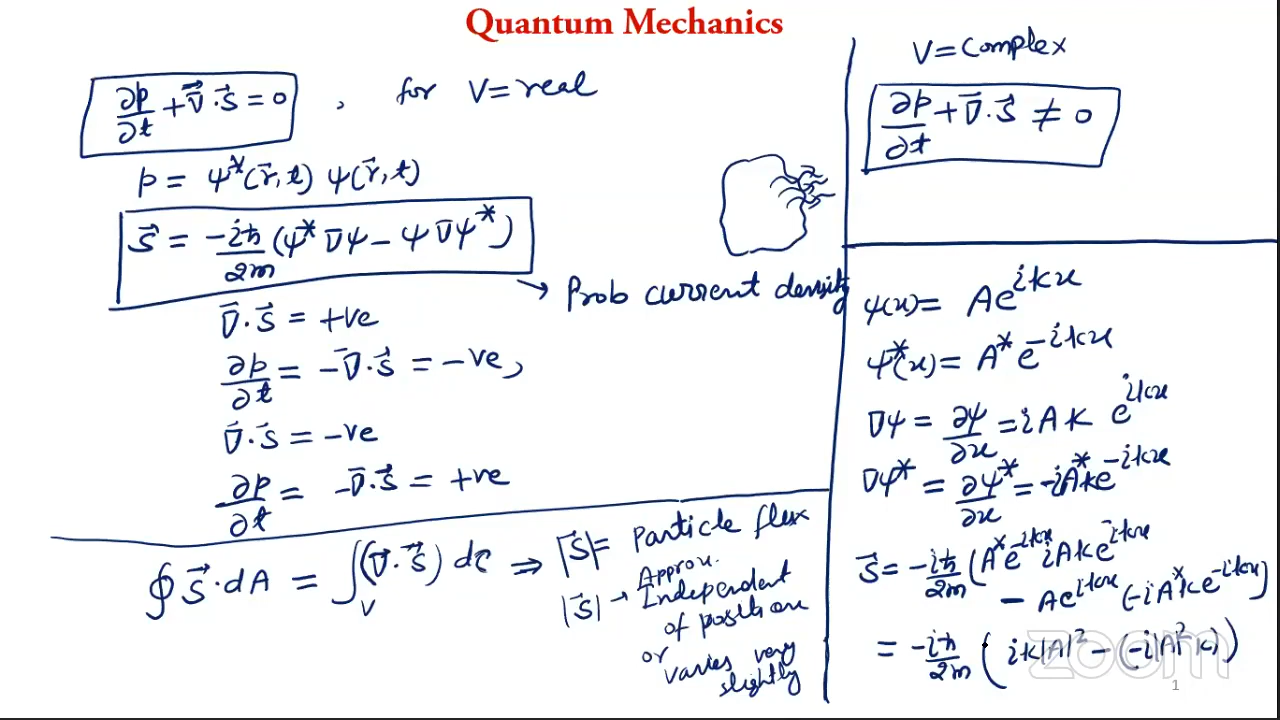 Quantum Mechanics
∂p/∂t + ∇⃗·S⃗ = 0 , for V = real
p = ψ*(r⃗,t) ψ(r⃗,t)
S⃗ = -iħ/2m (ψ* ∇ψ – ψ ∇ψ*)
→ Prob current density
∇⃗·S⃗ = +ve
∂p/∂t = -∇⃗·S⃗ = -ve,
∇⃗·S⃗ = -ve
∂p/∂t = -∇⃗·S⃗ = +ve
∮ S⃗·dA = ∫_V (∇⃗·S⃗) dτ ⇒ |S⃗| = Particle flux
|S⃗| → Approx. Independent
of position
or
varies very
slightly
V = Complex
∂p/∂t + ∇⃗·S⃗ ≠ 0
ψ(x) = Ae^{ikx}
ψ*(x) = A* e^{-ikx}
∇ψ = ∂ψ/∂x = iAk e^{ikx}
∇ψ* = ∂ψ*/∂x = -iA*ke^{-ikx}
S⃗ = -iħ/2m (A*e^{-ikx} iAke^{ikx}
– Ae^{ikx} (-iA*ke^{-ikx})
= -iħ/2m (ik|A|² – (-i|A|²k))
zoom
1